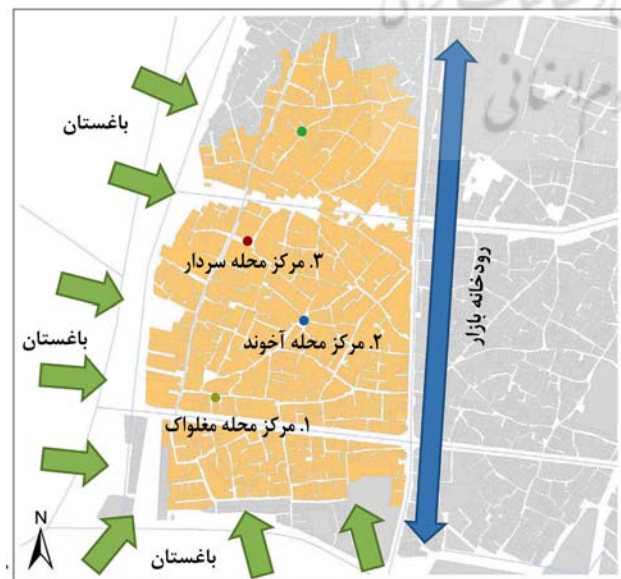 باغستان
۳. مرکز محله سردار
باغستان
۲. مرکز محله آخوند
رودخانه بازار
۱. مرکز محله مغلواک
باغستان
N